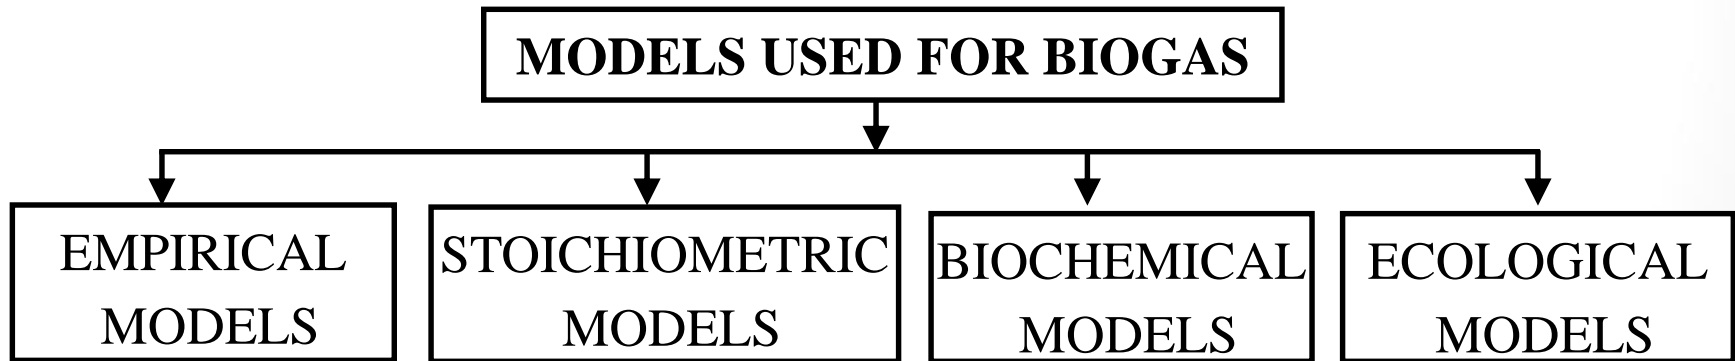 MODELS USED FOR BIOGAS
EMPIRICAL
MODELS
STOICHIOMETRIC
MODELS
BIOCHEMICAL
MODELS
ECOLOGICAL
MODELS